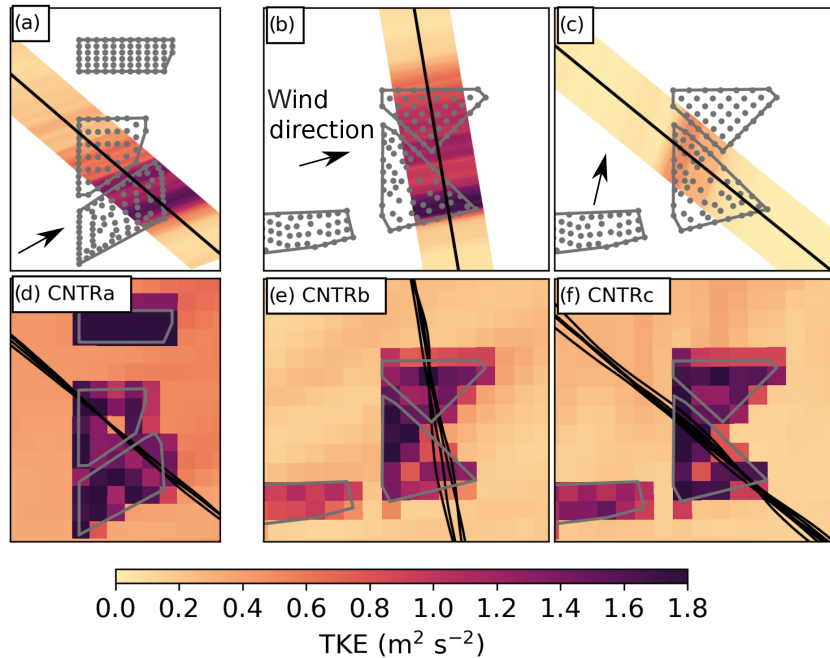 (a)
(b)
(c)
Wind
direction
(d) CNTRa
(e) CNTRb
(f) CNTRc
0.0 0.2 0.4 0.6 0.8 1.0 1.2 1.4 1.6 1.8
TKE (m² s⁻²)